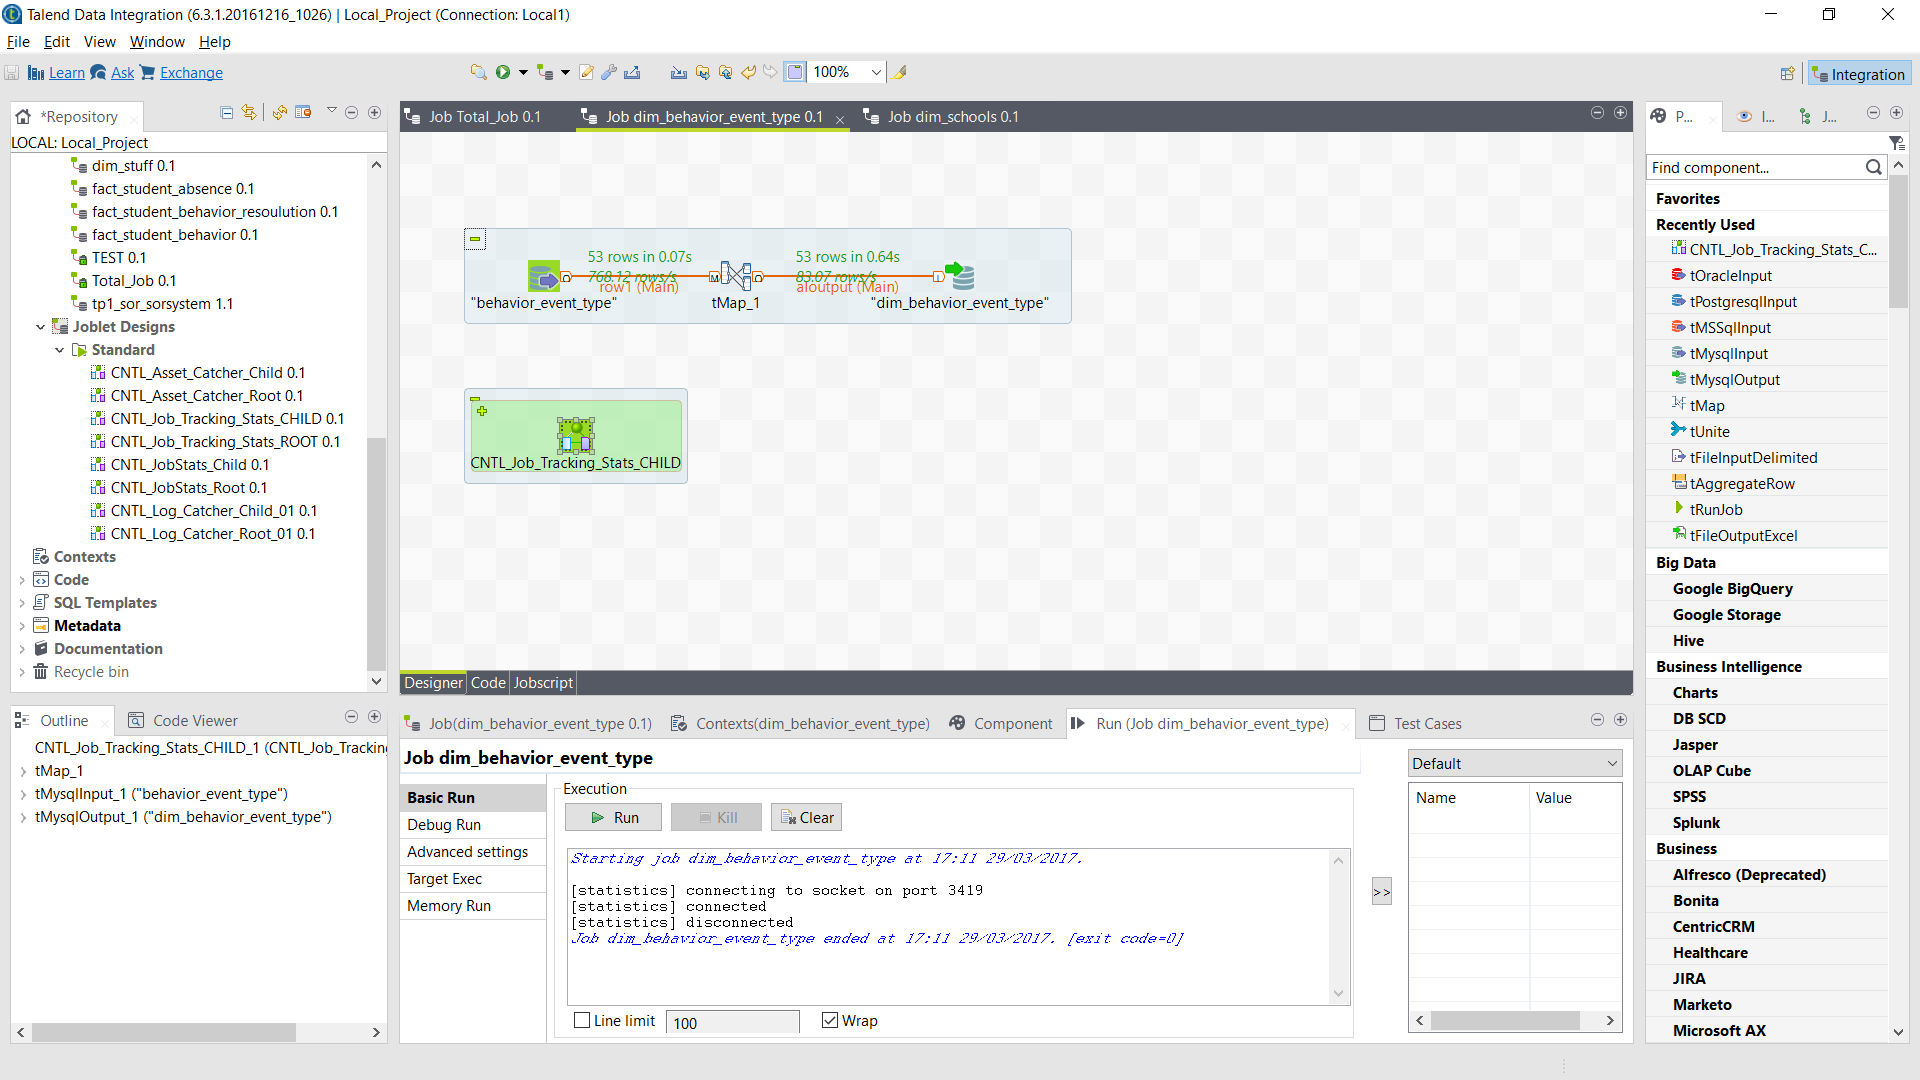 Talend Data Integration (6.3.1.20161216_1026) | Local_Project (Connection: Local1)
File Edit View Window Help
Learn Ask Exchange
100%
Integration
*Repository
LOCAL: Local_Project
dim_stuff 0.1
fact_student_absence 0.1
fact_student_behavior_resoulution 0.1
fact_student_behavior 0.1
TEST 0.1
Total_Job 0.1
tp1_sor_sorsystem 1.1
Joblet Designs
Standard
CNTL_Asset_Catcher_Child 0.1
CNTL_Asset_Catcher_Root 0.1
CNTL_Job_Tracking_Stats_CHILD 0.1
CNTL_Job_Tracking_Stats_ROOT 0.1
CNTL_JobStats_Child 0.1
CNTL_JobStats_Root 0.1
CNTL_Log_Catcher_Child_01 0.1
CNTL_Log_Catcher_Root_01 0.1
Contexts
Code
SQL Templates
Metadata
Documentation
Recycle bin
Outline Code Viewer
CNTL_Job_Tracking_Stats_CHILD_1 (CNTL_Job_Trackin
tMap_1
tMysqlInput_1 ("behavior_event_type")
tMysqlOutput_1 ("dim_behavior_event_type")
Job Total_Job 0.1 Job dim_behavior_event_type 0.1 Job dim_schools 0.1
53 rows in 0.07s 53 rows in 0.64s
768.12 rows/s 83.07 rows/s
row1 (Main) aloutput (Main)
O M O I
"behavior_event_type" tMap_1 "dim_behavior_event_type"
CNTL_Job_Tracking_Stats_CHILD
Designer Code Jobscript
Job(dim_behavior_event_type 0.1) Contexts(dim_behavior_event_type) Component Run (Job dim_behavior_event_type) Test Cases
Job dim_behavior_event_type
Basic Run
Debug Run
Advanced settings
Target Exec
Memory Run
Execution
Run Kill Clear
Starting job dim_behavior_event_type at 17:11 29/03/2017.
[statistics] connecting to socket on port 3419
[statistics] connected
[statistics] disconnected
Job dim_behavior_event_type ended at 17:11 29/03/2017. [exit code=0]
Line limit 100 Wrap
>>
Default
Name Value
P... I... J...
Find component...
Favorites
Recently Used
CNTL_Job_Tracking_Stats_C...
tOracleInput
tPostgresqlInput
tMSSqlInput
tMysqlInput
tMysqlOutput
tMap
tUnite
tFileInputDelimited
tAggregateRow
tRunJob
tFileOutputExcel
Big Data
Google BigQuery
Google Storage
Hive
Business Intelligence
Charts
DB SCD
Jasper
OLAP Cube
SPSS
Splunk
Business
Alfresco (Deprecated)
Bonita
CentricCRM
Healthcare
JIRA
Marketo
Microsoft AX